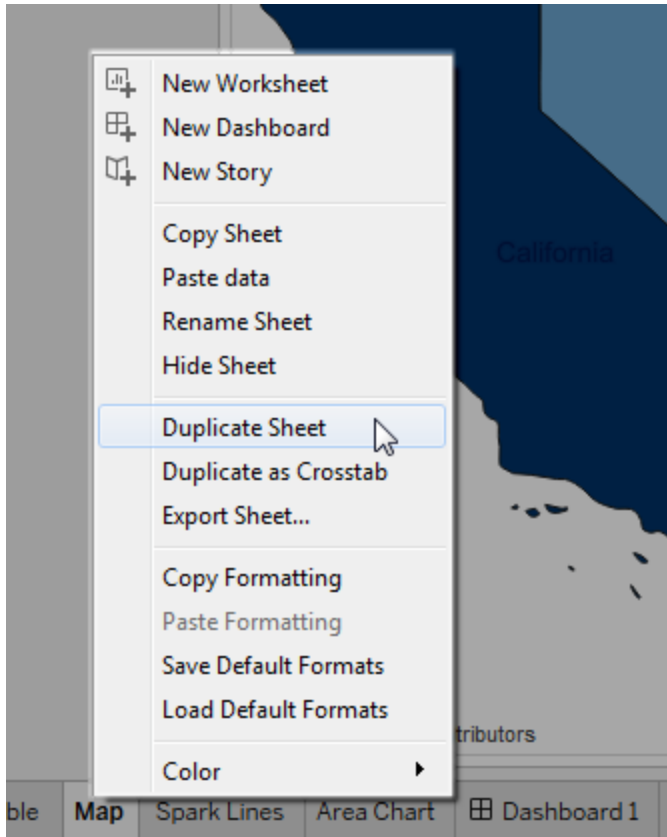 New Worksheet
New Dashboard
New Story
Copy Sheet
Paste data
Rename Sheet
Hide Sheet
California
Duplicate Sheet
Duplicate as Crosstab
Export Sheet...
Copy Formatting
Paste Formatting
Save Default Formats
Load Default Formats
tributors
Color
ble Map Spark Lines Area Chart Dashboard 1